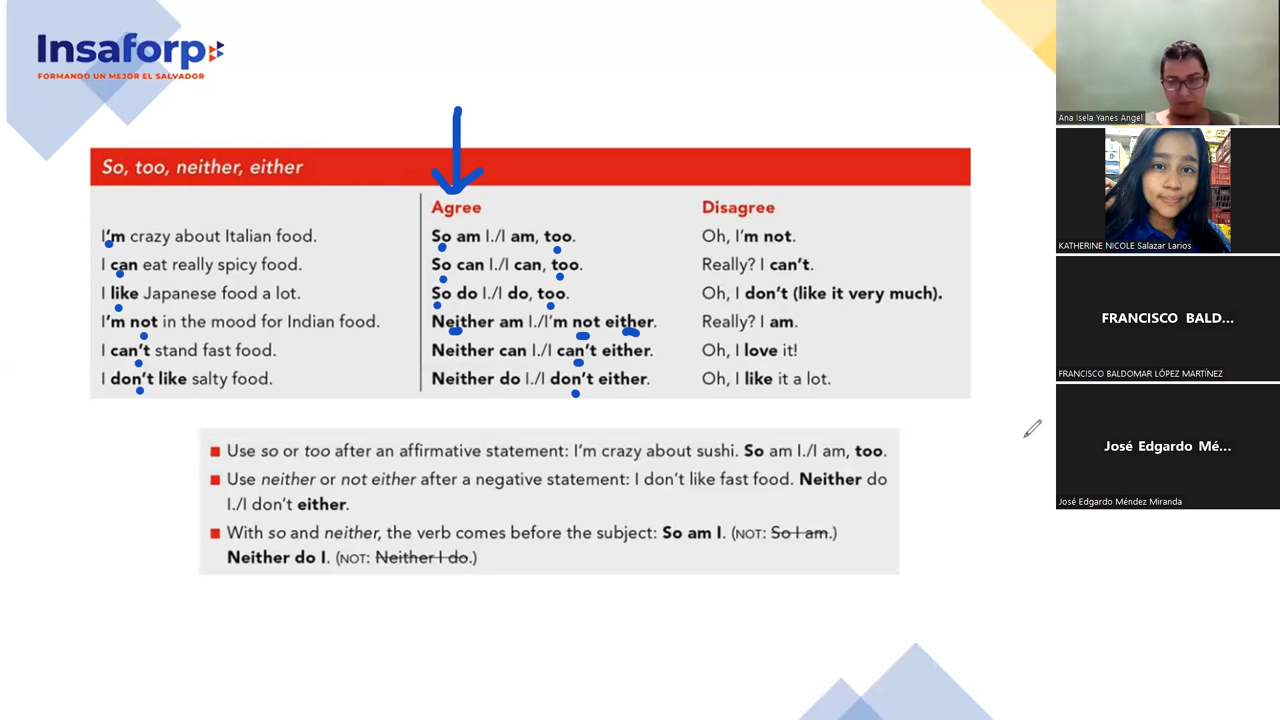 Insaforp
FORMANDO UN MEJOR EL SALVADOR
So, too, neither, either
Agree Disagree
I'm crazy about Italian food. So am I./I am, too. Oh, I'm not.
I can eat really spicy food. So can I./I can, too. Really? I can't.
I like Japanese food a lot. So do I./I do, too. Oh, I don't (like it very much).
I'm not in the mood for Indian food. Neither am I./I'm not either. Really? I am.
I can't stand fast food. Neither can I./I can't either. Oh, I love it!
I don't like salty food. Neither do I./I don't either. Oh, I like it a lot.
Use so or too after an affirmative statement: I'm crazy about sushi. So am I./I am, too.
Use neither or not either after a negative statement: I don't like fast food. Neither do
I./I don't either.
With so and neither, the verb comes before the subject: So am I. (NOT: So I am.)
Neither do I. (NOT: Neither I do.)
Ana Isela Yanes Angel
KATHERINE NICOLE Salazar Larios
FRANCISCO BALD...
FRANCISCO BALDOMAR LÓPEZ MARTÍNEZ
José Edgardo Mé...
José Edgardo Méndez Miranda